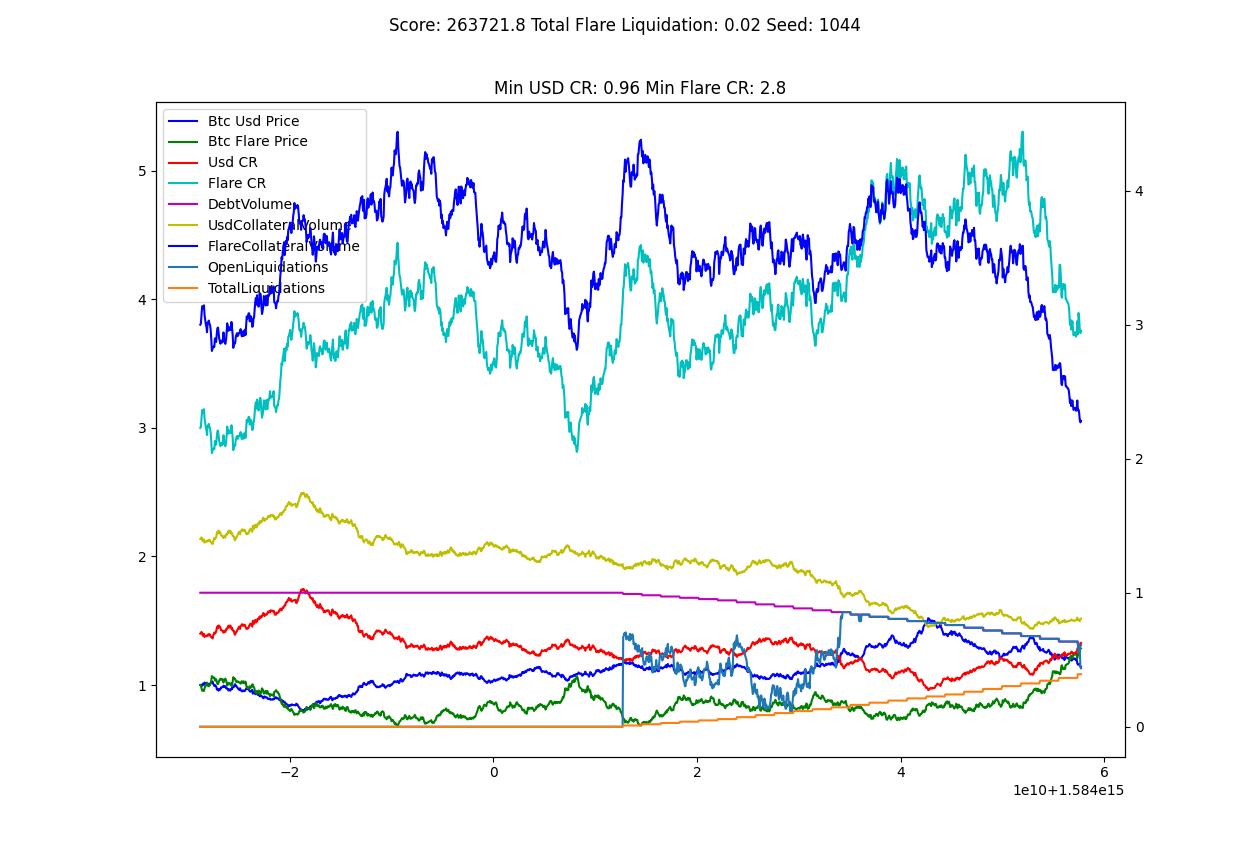 Score: 263721.8 Total Flare Liquidation: 0.02 Seed: 1044
Min USD CR: 0.96 Min Flare CR: 2.8
Btc Usd Price
Btc Flare Price
Usd CR
Flare CR
DebtVolume
UsdCollateralVolume
FlareCollateralVolume
OpenLiquidations
TotalLiquidations
5
4
3
2
1
4
3
2
1
0
−2
0
2
4
6
1e10+1.584e15